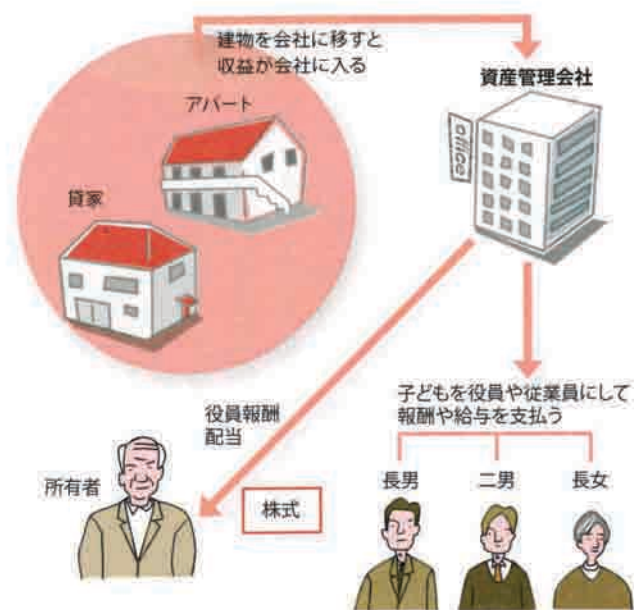 建物を会社に移すと
収益が会社に入る
資産管理会社
アパート
office
貸家
子どもを役員や従業員にして
報酬や給与を支払う
役員報酬
配当
所有者
株式
長男
二男
長女